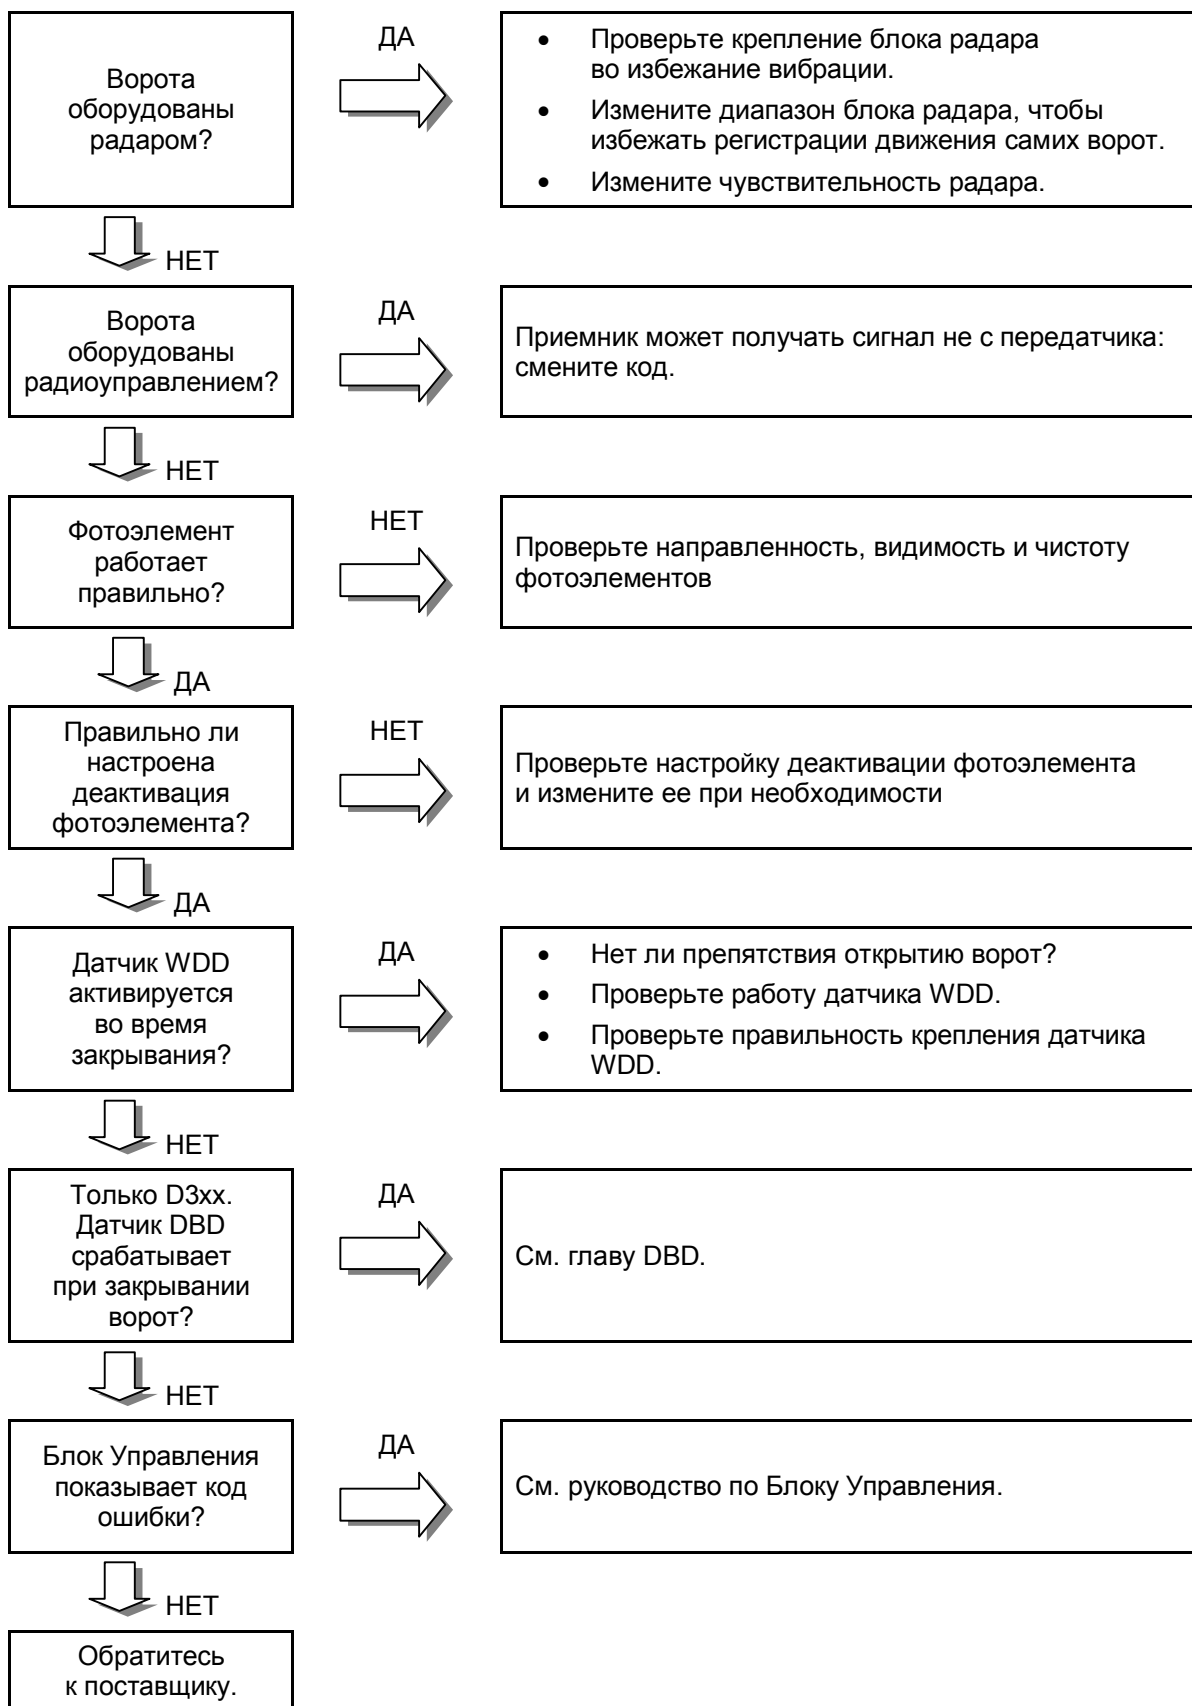 Ворота
оборудованы
радаром?
ДА
• Проверьте крепление блока радара
во избежание вибрации.
• Измените диапазон блока радара, чтобы
избежать регистрации движения самих ворот.
• Измените чувствительность радара.
НЕТ
Ворота
оборудованы
радиоуправлением?
ДА
Приемник может получать сигнал не с передатчика:
смените код.
НЕТ
Фотоэлемент
работает
правильно?
НЕТ
Проверьте направленность, видимость и чистоту
фотоэлементов
ДА
Правильно ли
настроена
деактивация
фотоэлемента?
НЕТ
Проверьте настройку деактивации фотоэлемента
и измените ее при необходимости
ДА
Датчик WDD
активируется
во время
закрывания?
ДА
• Нет ли препятствия открытию ворот?
• Проверьте работу датчика WDD.
• Проверьте правильность крепления датчика
WDD.
НЕТ
Только D3xx.
Датчик DBD
срабатывает
при закрывании
ворот?
ДА
См. главу DBD.
НЕТ
Блок Управления
показывает код
ошибки?
ДА
См. руководство по Блоку Управления.
НЕТ
Обратитесь
к поставщику.